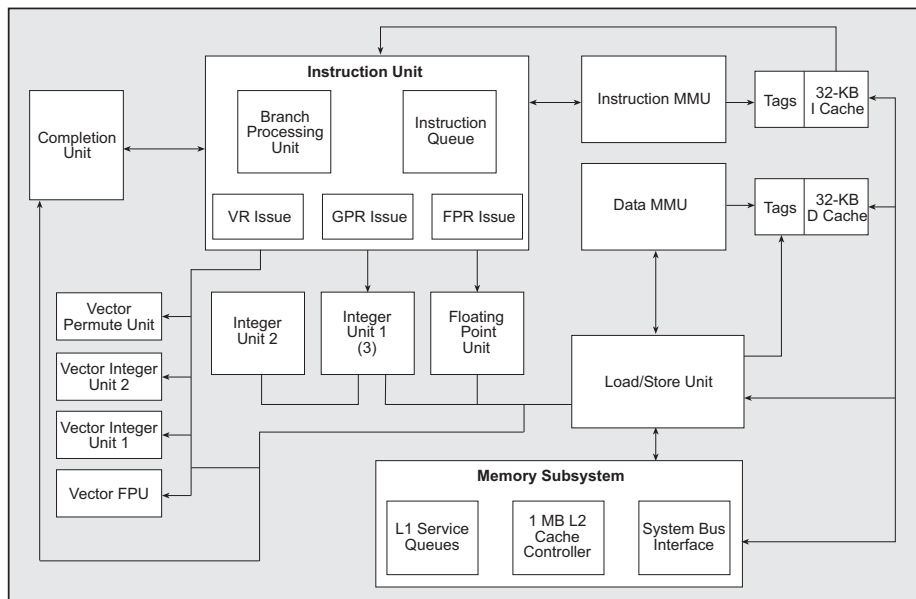 Instruction Unit
Branch
Processing
Unit
Instruction
Queue
VR Issue
GPR Issue
FPR Issue
Completion
Unit
Instruction MMU
Tags
32-KB
I Cache
Data MMU
Tags
32-KB
D Cache
Vector
Permute Unit
Vector Integer
Unit 2
Vector Integer
Unit 1
Vector FPU
Integer
Unit 2
Integer
Unit 1
(3)
Floating
Point
Unit
Load/Store Unit
Memory Subsystem
L1 Service
Queues
1 MB L2
Cache
Controller
System Bus
Interface